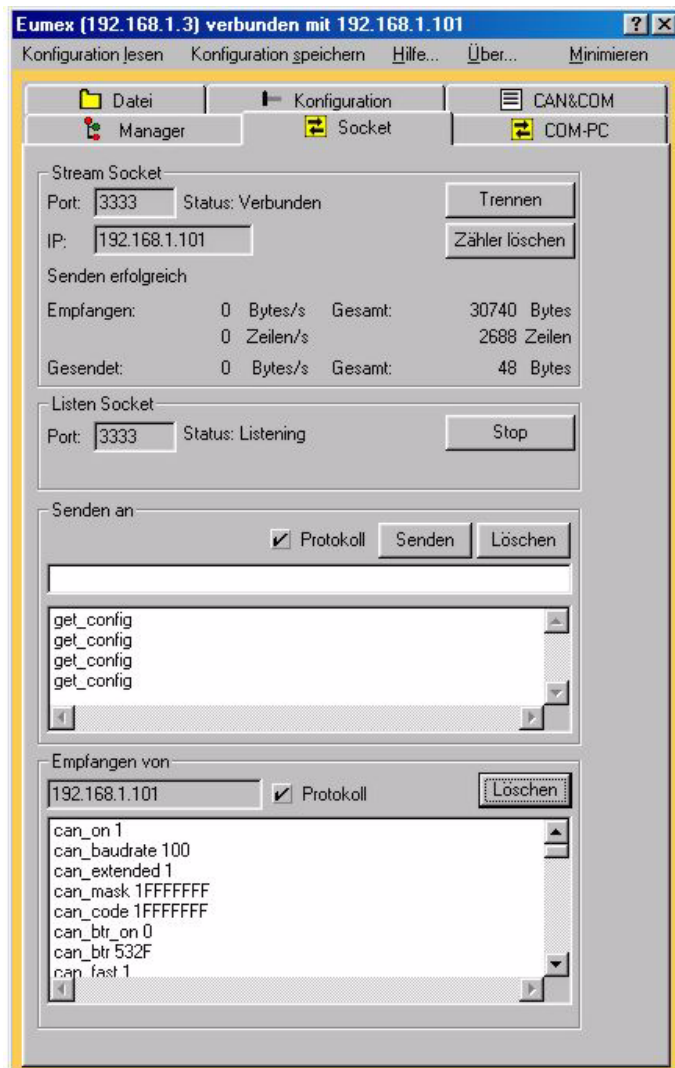 Eumex (192.168.1.3) verbunden mit 192.168.1.101
Konfiguration lesen Konfiguration speichern Hilfe... Über... Minimieren
Datei Konfiguration CAN&COM
Manager Socket COM-PC
Stream Socket
Port: 3333 Status: Verbunden Trennen
IP: 192.168.1.101 Zähler löschen
Senden erfolgreich
Empfangen: 0 Bytes/s Gesamt: 30740 Bytes
0 Zeilen/s 2688 Zeilen
Gesendet: 0 Bytes/s Gesamt: 48 Bytes
Listen Socket
Port: 3333 Status: Listening Stop
Senden an
Protokoll Senden Löschen
get_config
get_config
get_config
get_config
Empfangen von
192.168.1.101 Protokoll Löschen
can_on 1
can_baudrate 100
can_extended 1
can_mask 1FFFFFFF
can_code 1FFFFFFF
can_btr_on 0
can_btr 532F
can_fast 1